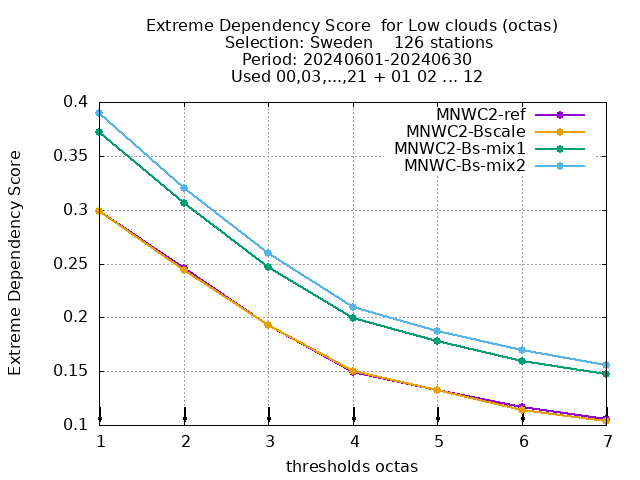 Extreme Dependency Score  for Low clouds (octas)
Selection: Sweden    126 stations
Period: 20240601-20240630
Used 00,03,...,21 + 01 02 ... 12
MNWC2-ref
MNWC2-Bscale
MNWC2-Bs-mix1
MNWC-Bs-mix2
Extreme Dependency Score
0.4
0.35
0.3
0.25
0.2
0.15
0.1
1 2 3 4 5 6 7
thresholds octas